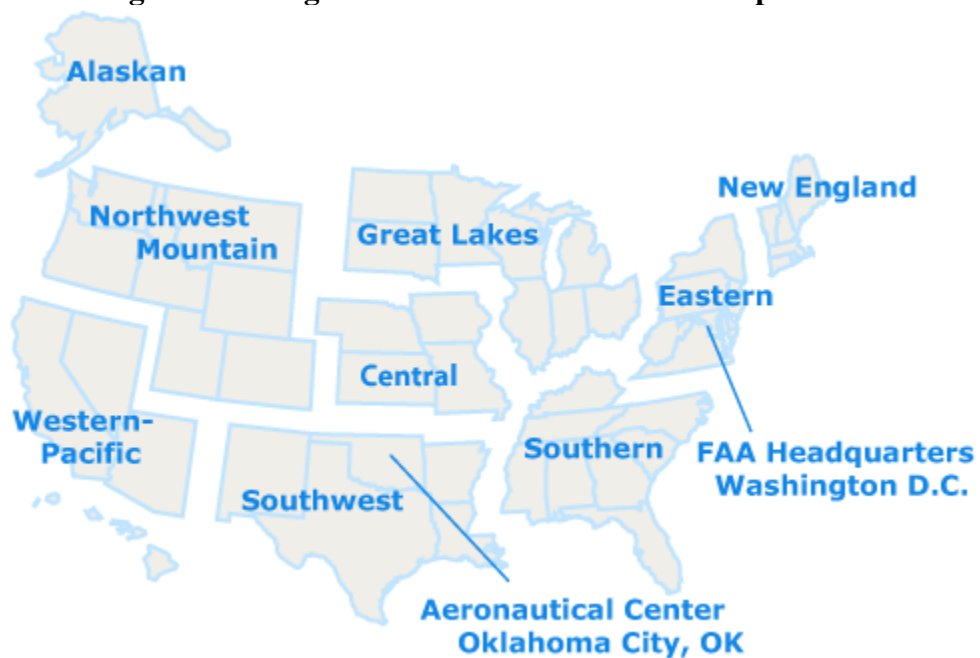 Alaskan
New England
Northwest
Mountain
Great Lakes
Eastern
Central
Western-
Pacific
Southern
FAA Headquarters
Washington D.C.
Southwest
Aeronautical Center
Oklahoma City, OK